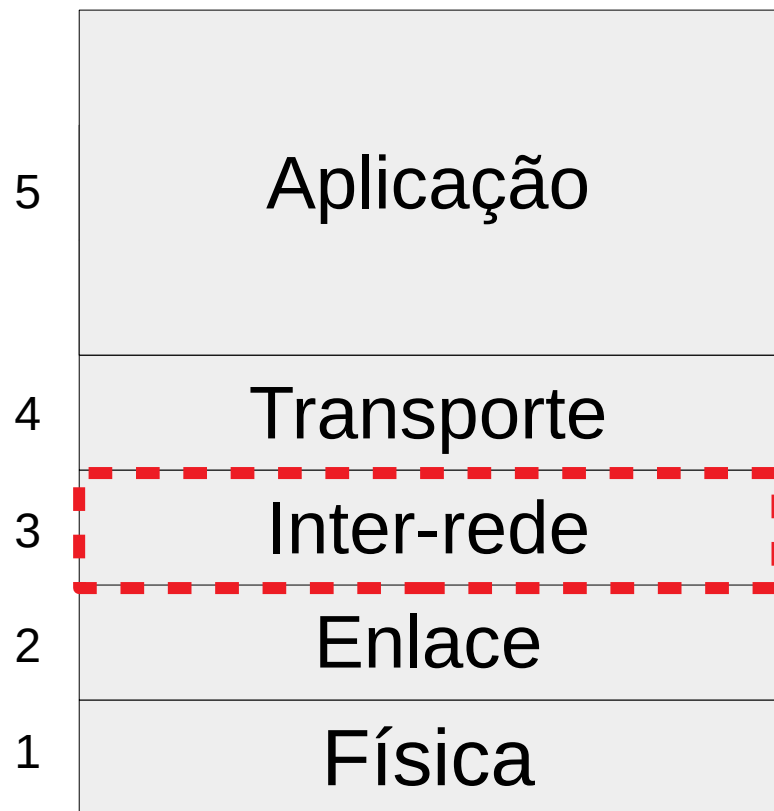 5 Aplicação
4 Transporte
3 Inter-rede
2 Enlace
1 Física